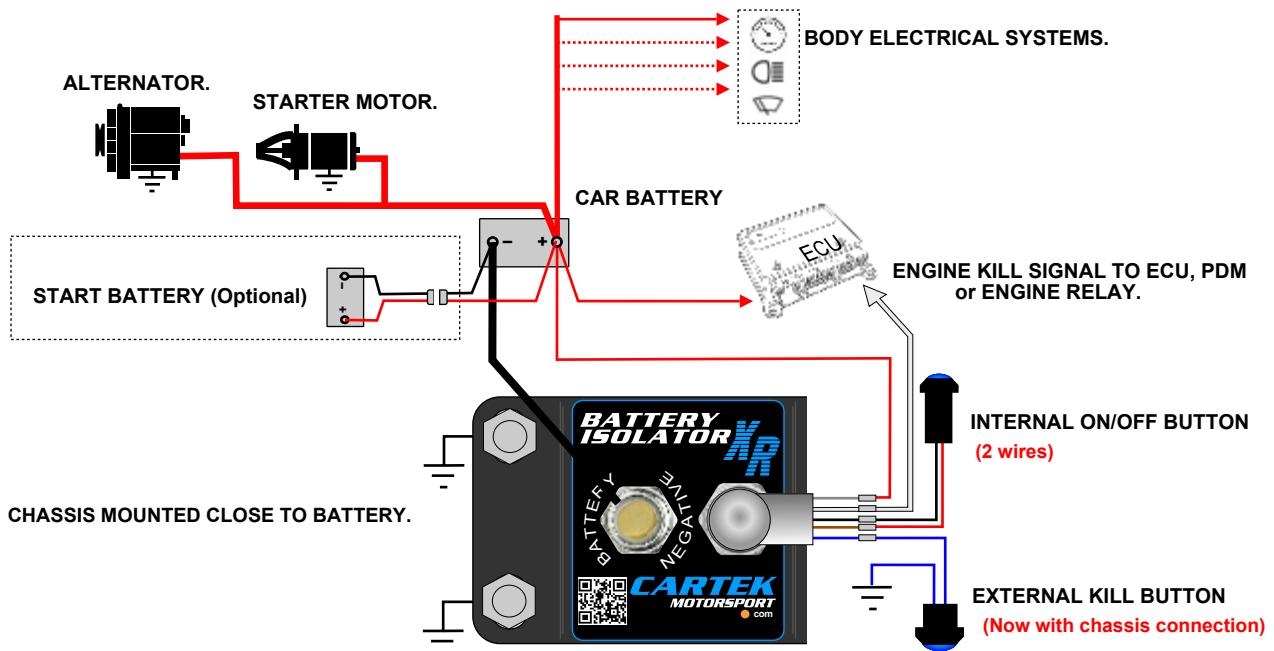 BODY ELECTRICAL SYSTEMS.
ALTERNATOR.
STARTER MOTOR.
CAR BATTERY
- +
ECU
ENGINE KILL SIGNAL TO ECU, PDM
or ENGINE RELAY.
START BATTERY (Optional)
-
+
BATTERY
ISOLATOR XR
INTERNAL ON/OFF BUTTON
(2 wires)
BATTERY
NEGATIVE
CHASSIS MOUNTED CLOSE TO BATTERY.
CARTEK
MOTORSPORT
com
EXTERNAL KILL BUTTON
(Now with chassis connection)